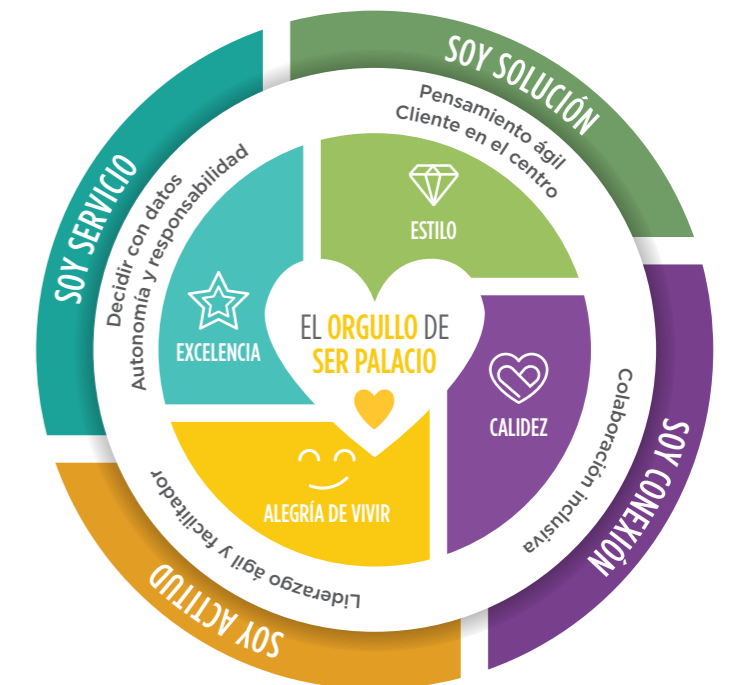 SOY SOLUCIÓN
Pensamiento ágil
Cliente en el centro
SOY SERVICIO
Decidir con datos
Autonomía y responsabilidad
ESTILO
EXCELENCIA
EL ORGULLO DE
SER PALACIO
CALIDEZ
ALEGRÍA DE VIVIR
Colaboración inclusiva
SOY CONEXIÓN
Liderazgo ágil y facilitador
SOY ACTITUD